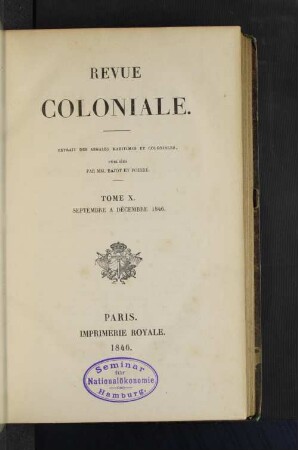 REVUE
COLONIALE.
EXTRAIT DES ANNALES MARITIMES ET COLONIALES,
PAR MM. BAJOT ET POIRRÉ.
TOME X.
SEPTEMBRE A DÉCEMBRE 1846.
PARIS.
IMPRIMERIE ROYALE.
1846.
Seminar
für
Nationalökonomie
Hamburg.